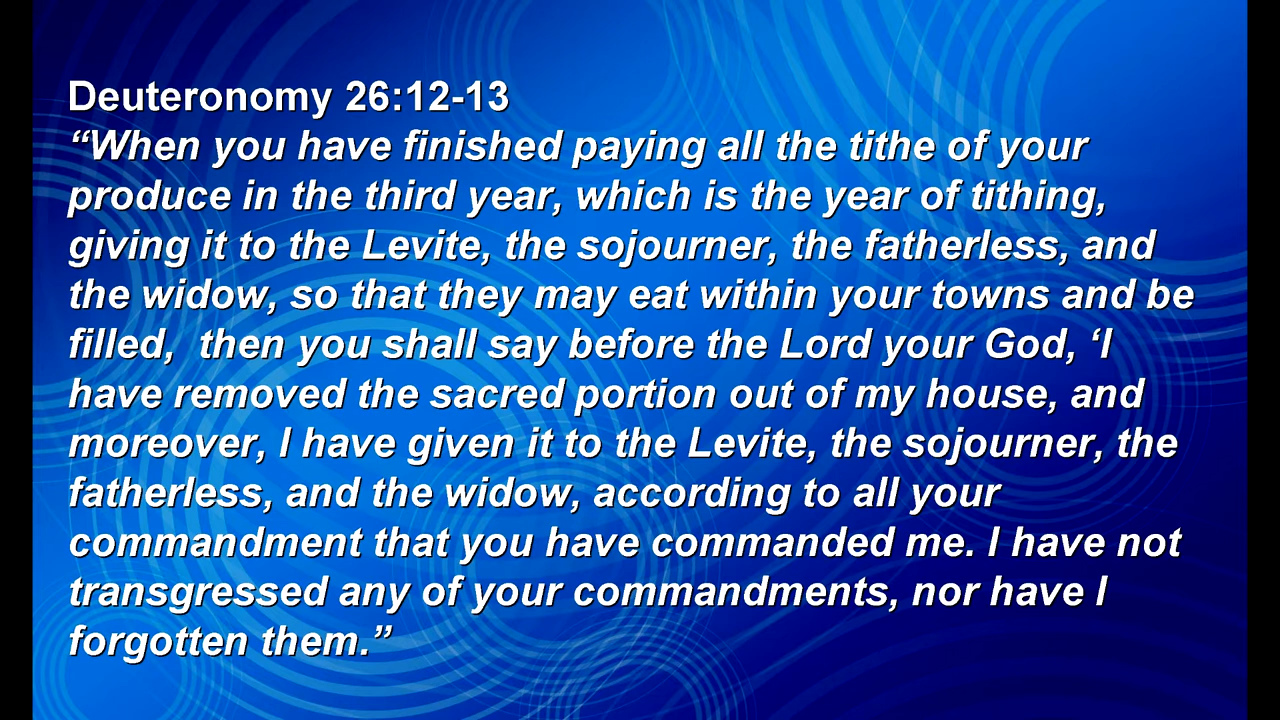 Deuteronomy 26:12-13
“When you have finished paying all the tithe of your
produce in the third year, which is the year of tithing,
giving it to the Levite, the sojourner, the fatherless, and
the widow, so that they may eat within your towns and be
filled,  then you shall say before the Lord your God, ‘I
have removed the sacred portion out of my house, and
moreover, I have given it to the Levite, the sojourner, the
fatherless, and the widow, according to all your
commandment that you have commanded me. I have not
transgressed any of your commandments, nor have I
forgotten them.”